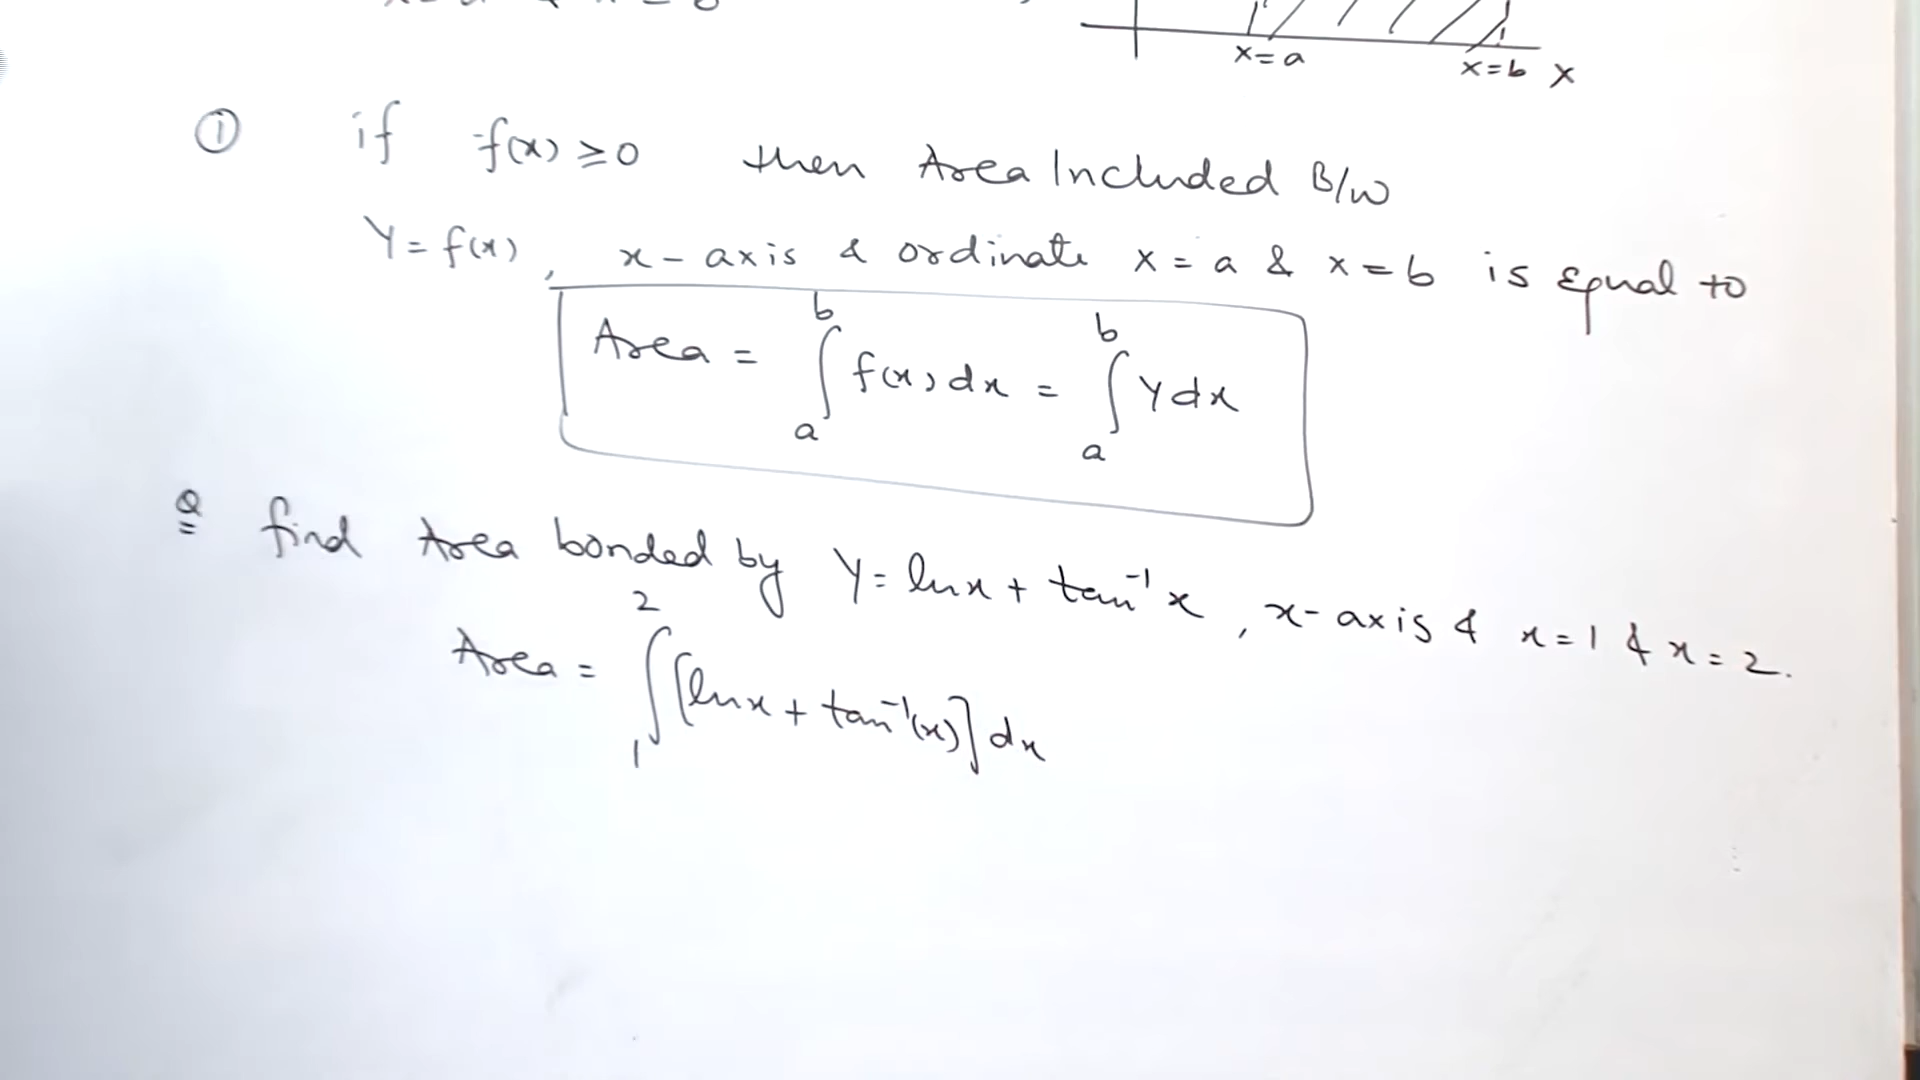 x=a x=b X
① if f(x) ≥ 0 then Area Included B/w
Y = f(x), x-axis & ordinate x = a & x = b is Equal to
Area = ∫_a^b f(x) dx = ∫_a^b Y dx
Q find Area bonded by Y = lnx + tan⁻¹ x, x-axis & x = 1 & x = 2.
Area = ∫_1^2 [lnx + tan⁻¹(x)] dx